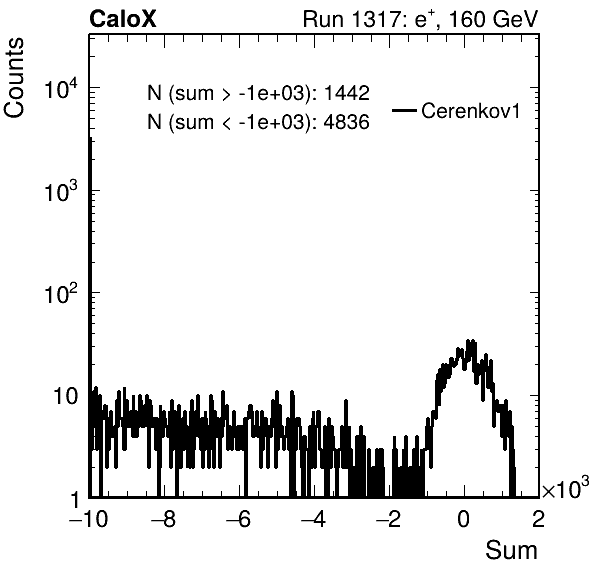 CaloX Run 1317: e⁺, 160 GeV
Counts
N (sum > -1e+03): 1442
N (sum < -1e+03): 4836
Cerenkov1
10⁴
10³
10²
10
1
−10 −8 −6 −4 −2 0 2
×10³
Sum